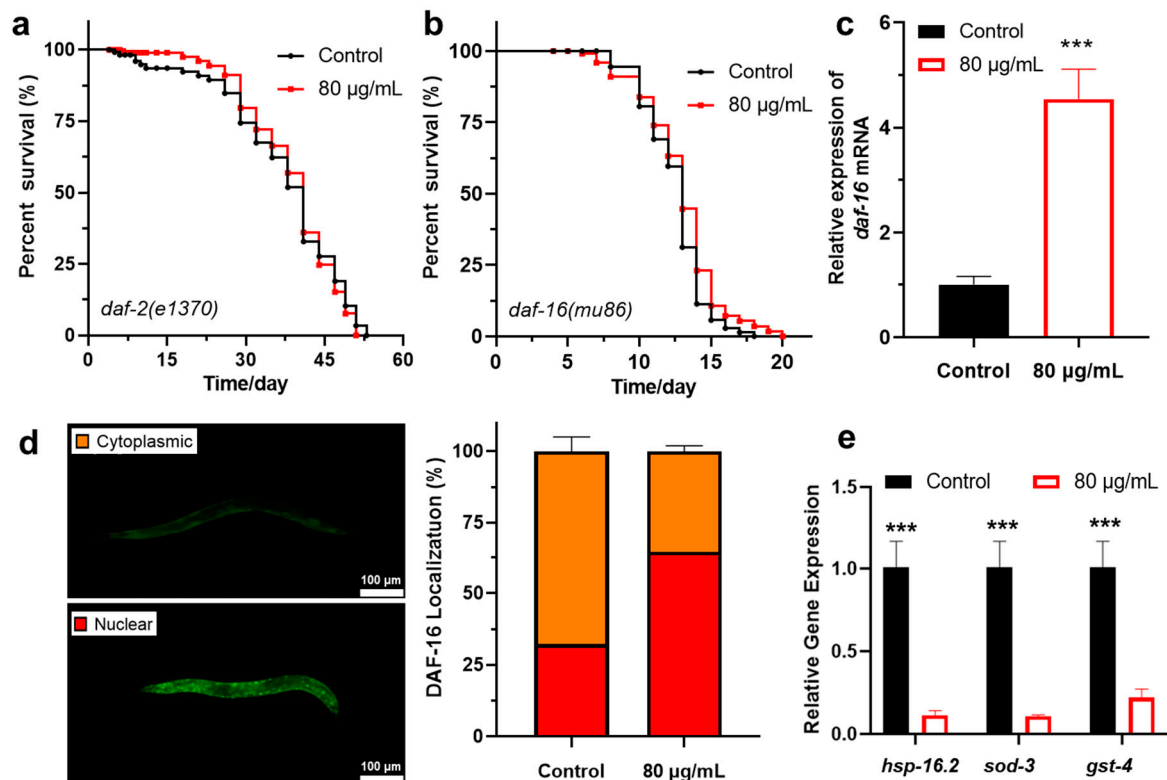 a
Percent survival (%)
100
75
50
25
0
Control
80 μg/mL
daf-2(e1370)
0 15 30 45 60
Time/day
b
Percent survival (%)
100
75
50
25
0
Control
80 μg/mL
daf-16(mu86)
0 5 10 15 20
Time/day
c
Relative expression of
daf-16 mRNA
6
4
2
0
Control
80 μg/mL
***
Control 80 μg/mL
d
Cytoplasmic
100 μm
Nuclear
100 μm
DAF-16 Localizatuon (%)
100
75
50
25
0
Control 80 μg/mL
e
Relative Gene Expression
1.5
1.0
0.5
0.0
Control 80 μg/mL
*** *** ***
hsp-16.2 sod-3 gst-4